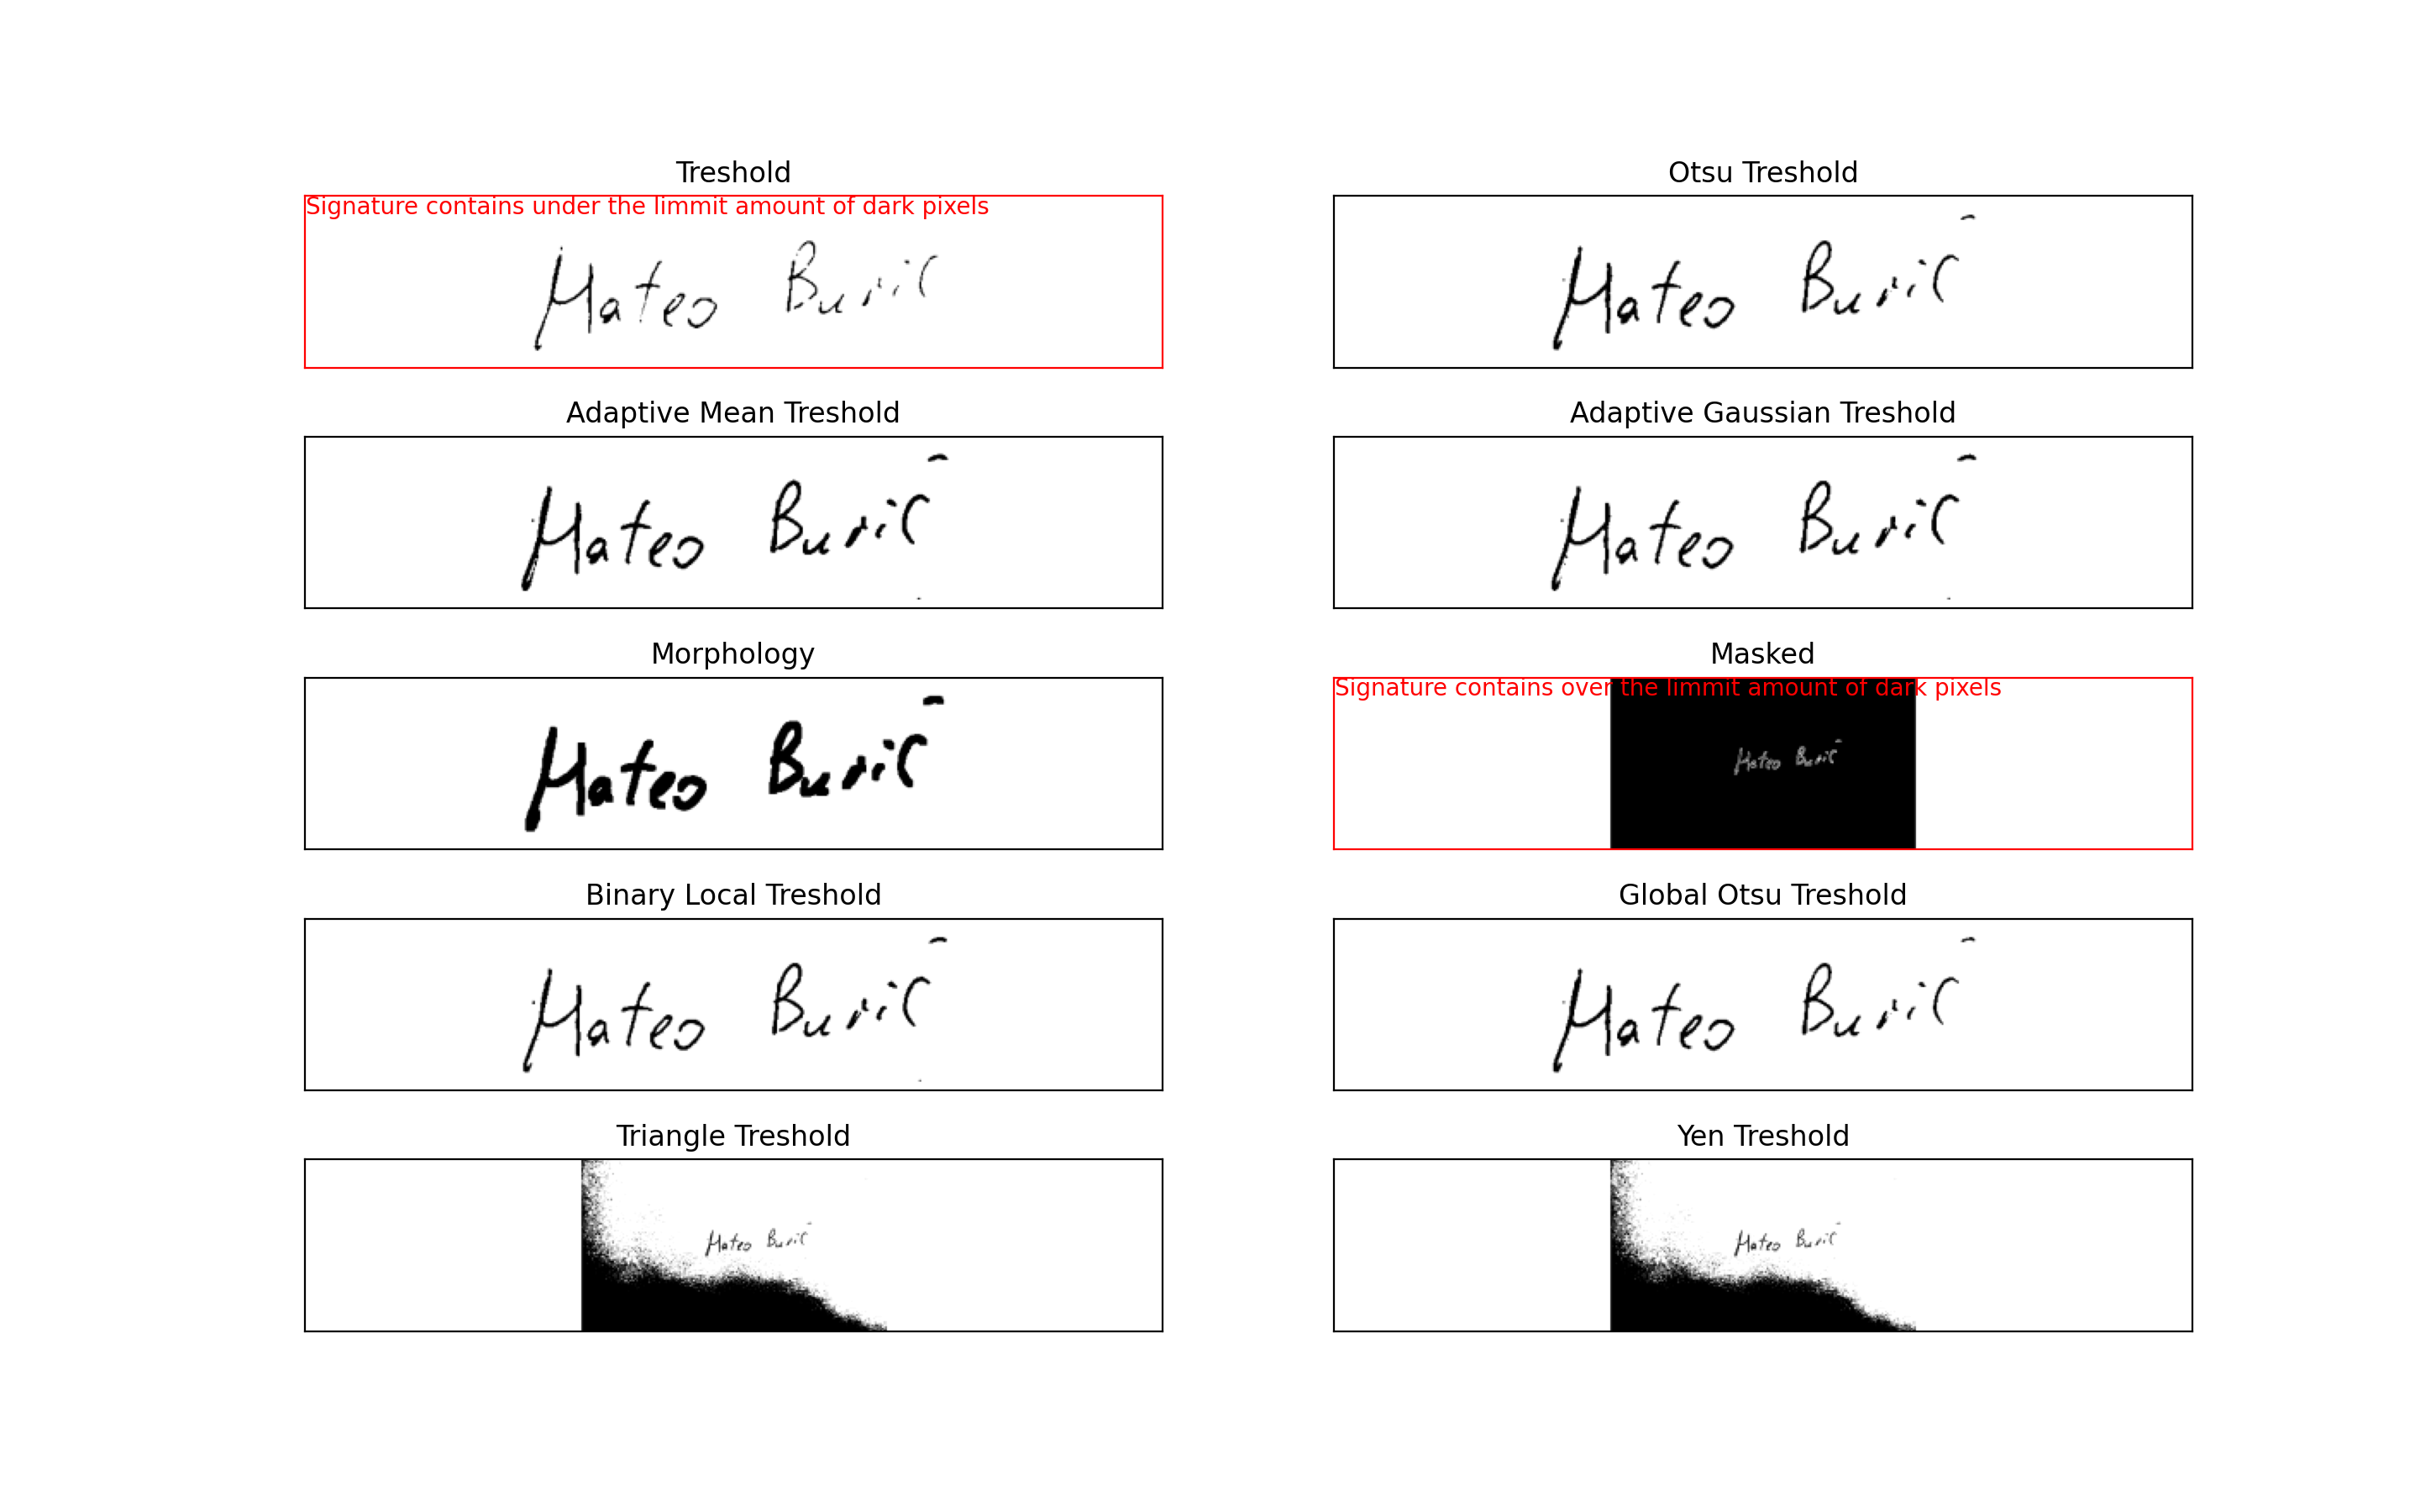 Treshold
Signature contains under the limmit amount of dark pixels
Mateo Buric
Otsu Treshold
Mateo Burić
Adaptive Mean Treshold
Mateo Burić
Adaptive Gaussian Treshold
Mateo Burić
Morphology
Mateo Burić
Masked
Signature contains over the limmit amount of dark pixels
Mateo Burić
Binary Local Treshold
Mateo Burić
Global Otsu Treshold
Mateo Burić
Triangle Treshold
Mateo Burić
Yen Treshold
Mateo Burić